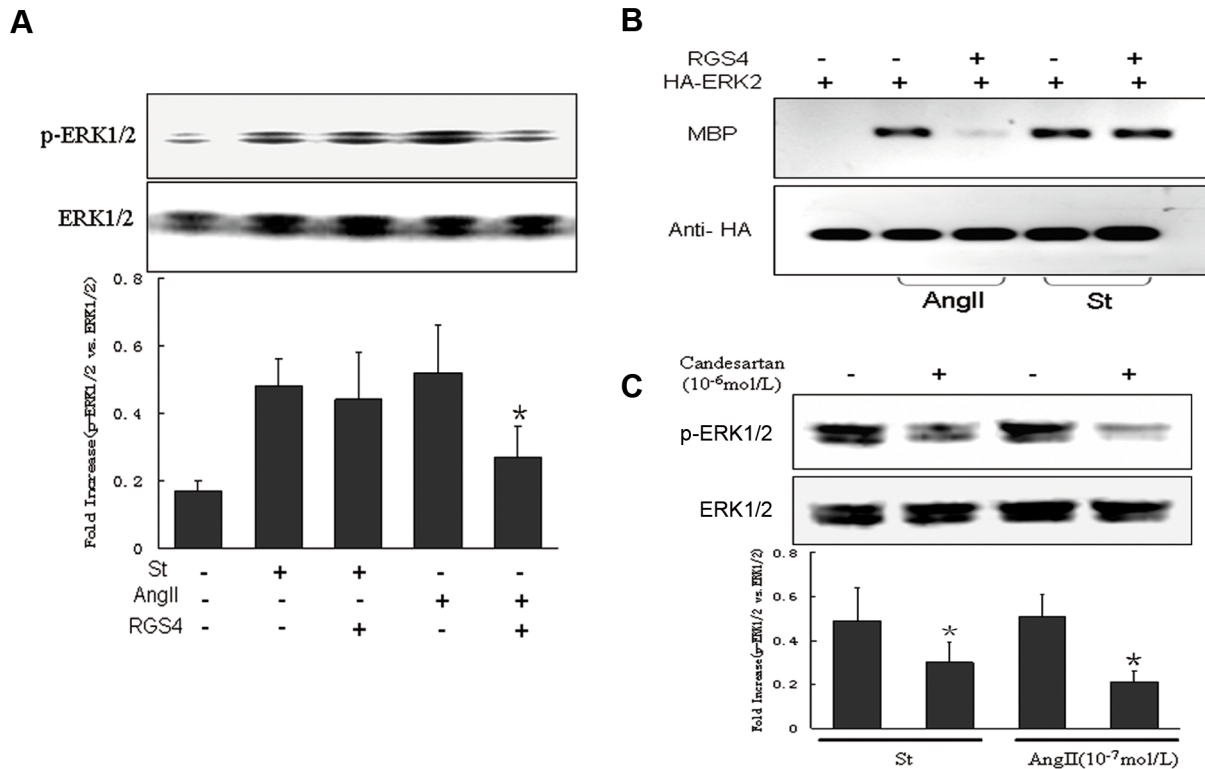 A
p-ERK1/2
ERK1/2
Fold Increase(p-ERK1/2 vs. ERK1/2)
0.8
0.6
0.4
0.2
0
*
St - + + - -
AngII - - - + +
RGS4 - - + - +
B
RGS4 - + - +
HA-ERK2 + + + + +
MBP
Anti- HA
AngII St
C
Candesartan
(10-6mol/L) - + - +
p-ERK1/2
ERK1/2
Fold Increase(p-ERK1/2 vs. ERK1/2)
0.8
0.6
0.4
0.2
0
* *
St AngII(10-7mol/L)